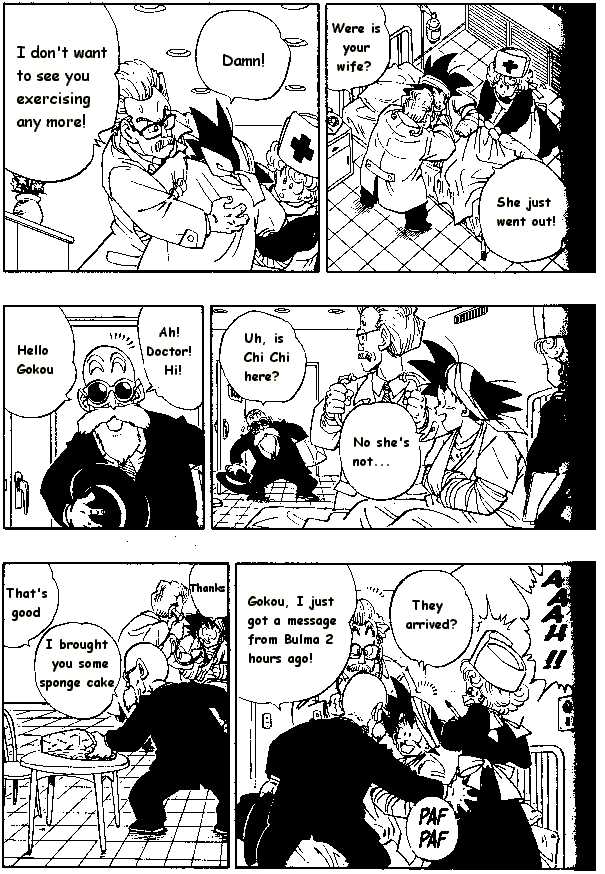 I don't want
to see you
exercising
any more!
Damn!
Were is
your
wife?
She just
went out!
Hello
Gokou
Ah!
Doctor!
Hi!
Uh, is
Chi Chi
here?
No she's
not...
That's
good
Thanks
I brought
you some
sponge cake
Gokou, I just
got a message
from Bulma 2
hours ago!
They
arrived?
AAAH!!
PAF
PAF